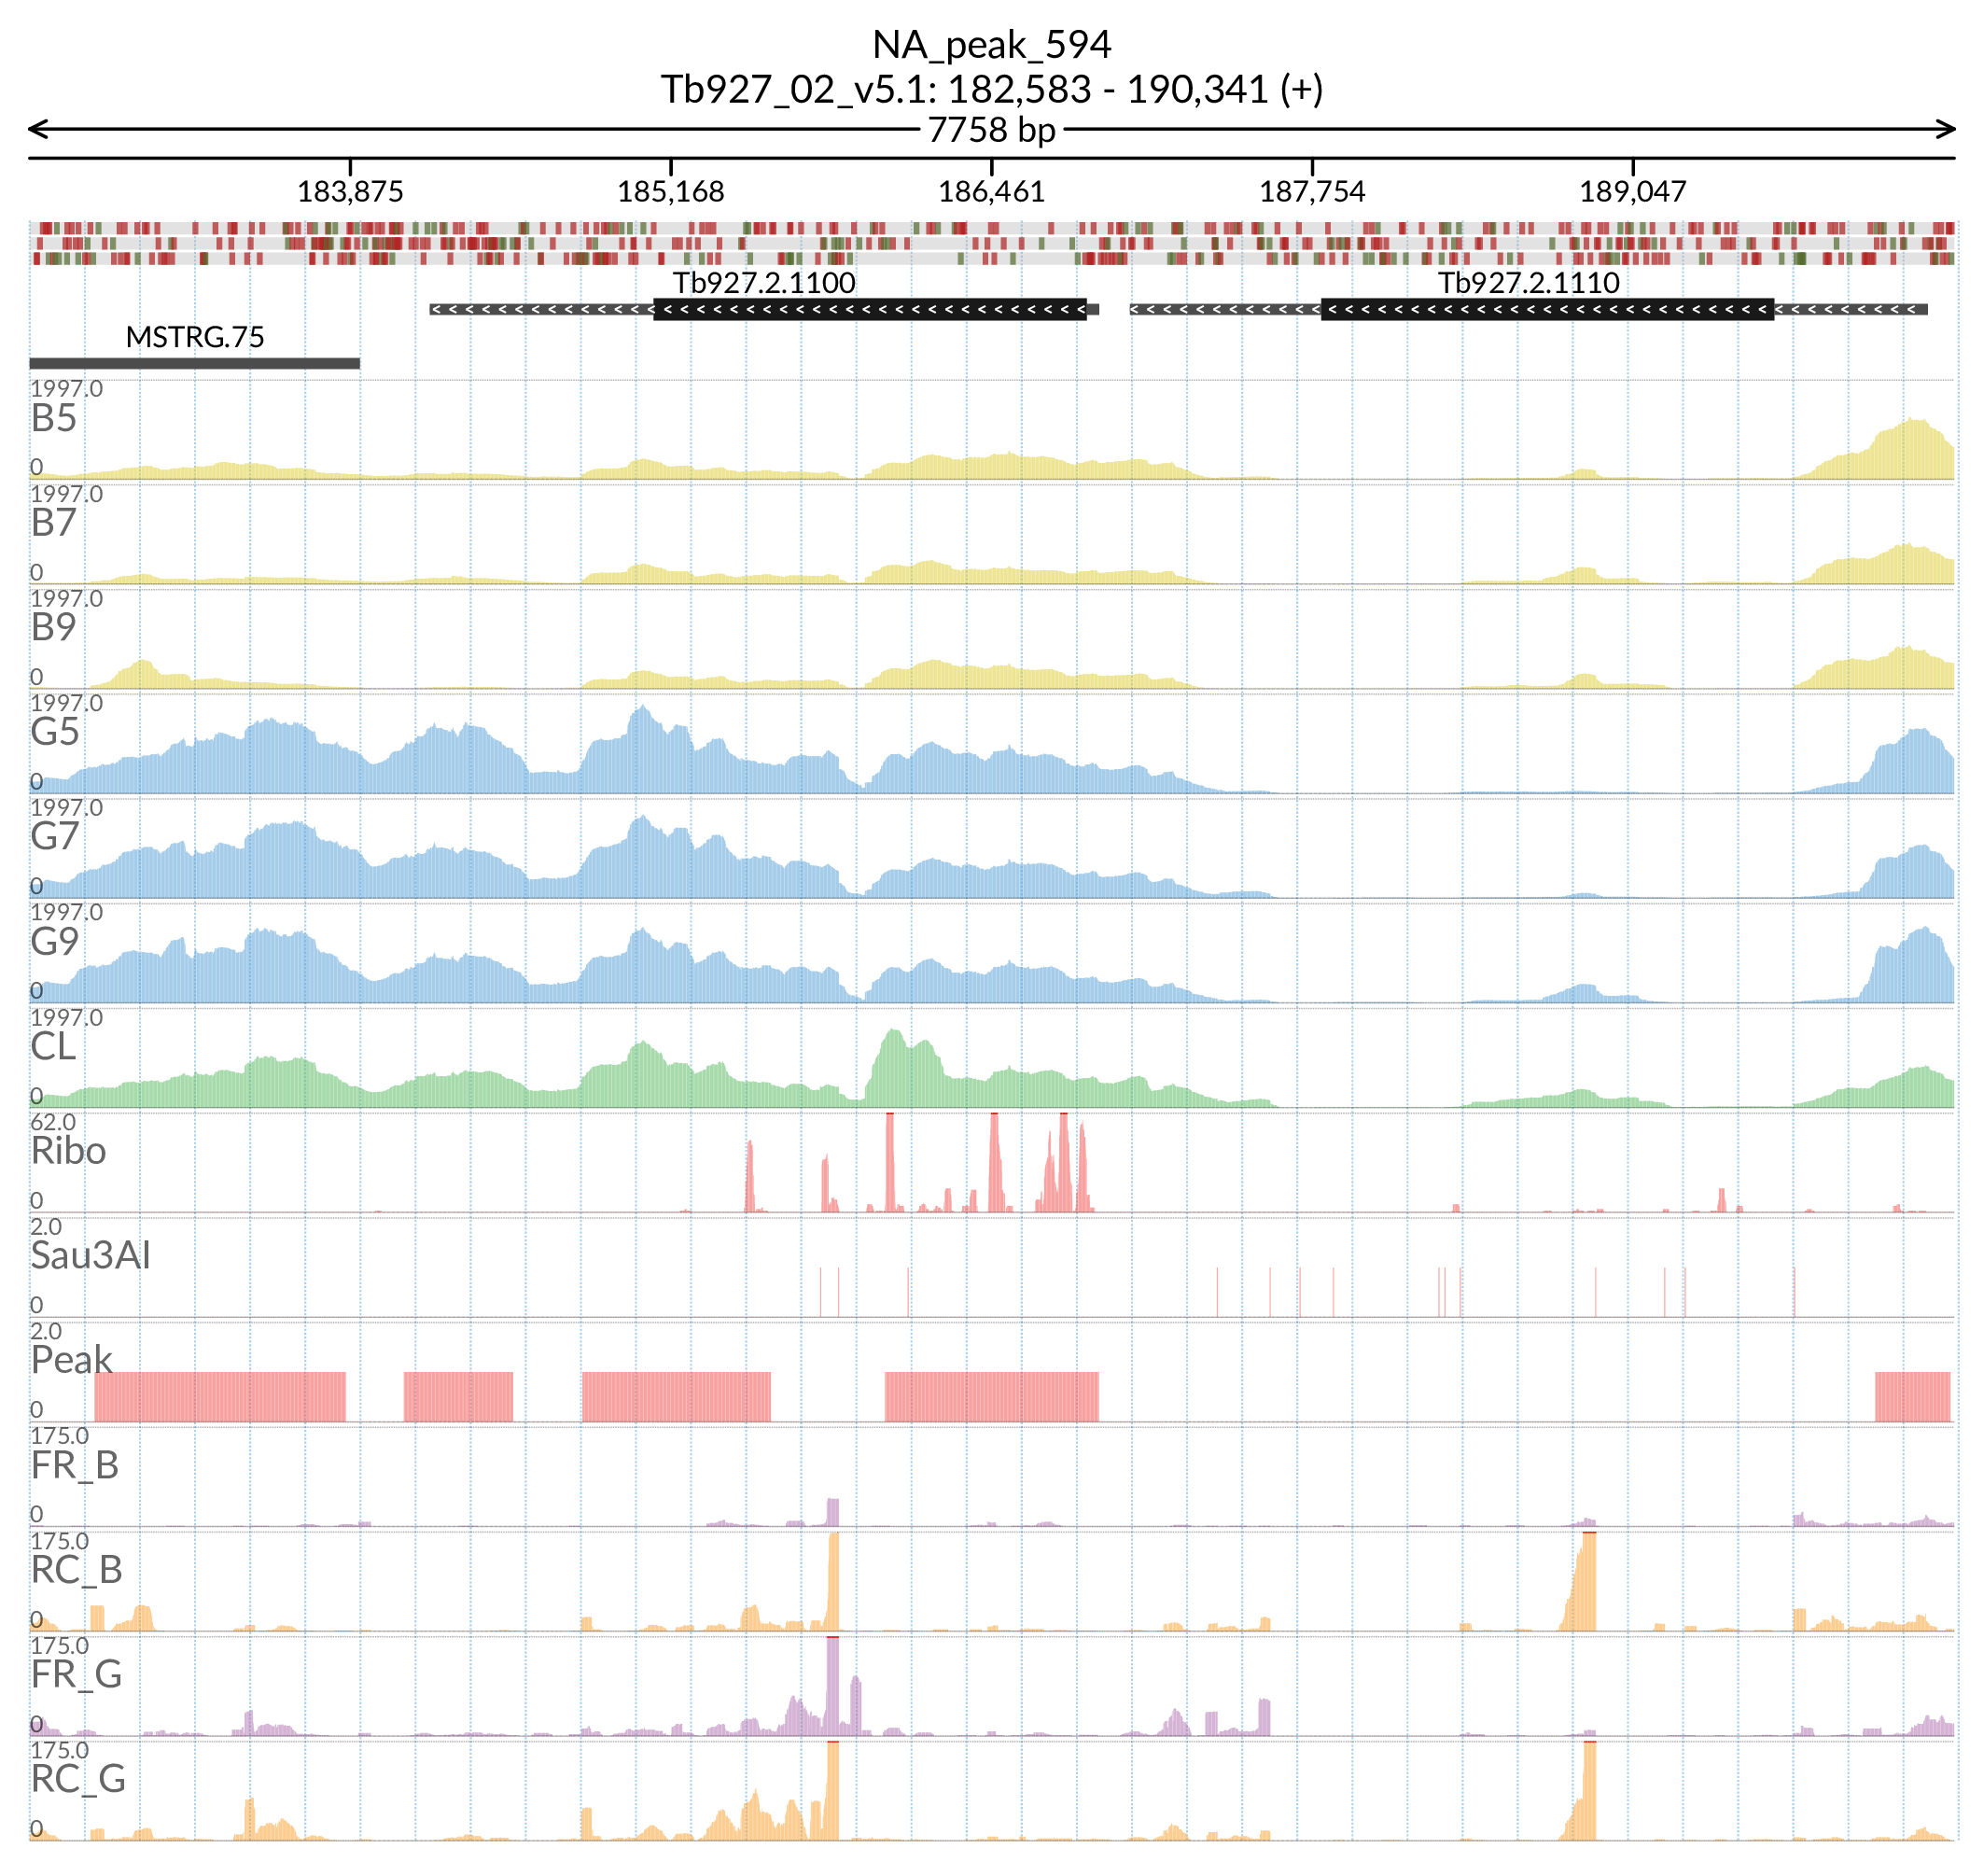 NA_peak_594
Tb927_02_v5.1: 182,583 - 190,341 (+)
7758 bp
183,875 185,168 186,461 187,754 189,047
Tb927.2.1100 Tb927.2.1110
MSTRG.75
1997.0
B5
0
1997.0
B7
0
1997.0
B9
0
1997.0
G5
0
1997.0
G7
0
1997.0
G9
0
1997.0
CL
0
62.0
Ribo
0
2.0
Sau3AI
0
2.0
Peak
0
175.0
FR_B
0
175.0
RC_B
0
175.0
FR_G
0
175.0
RC_G
0